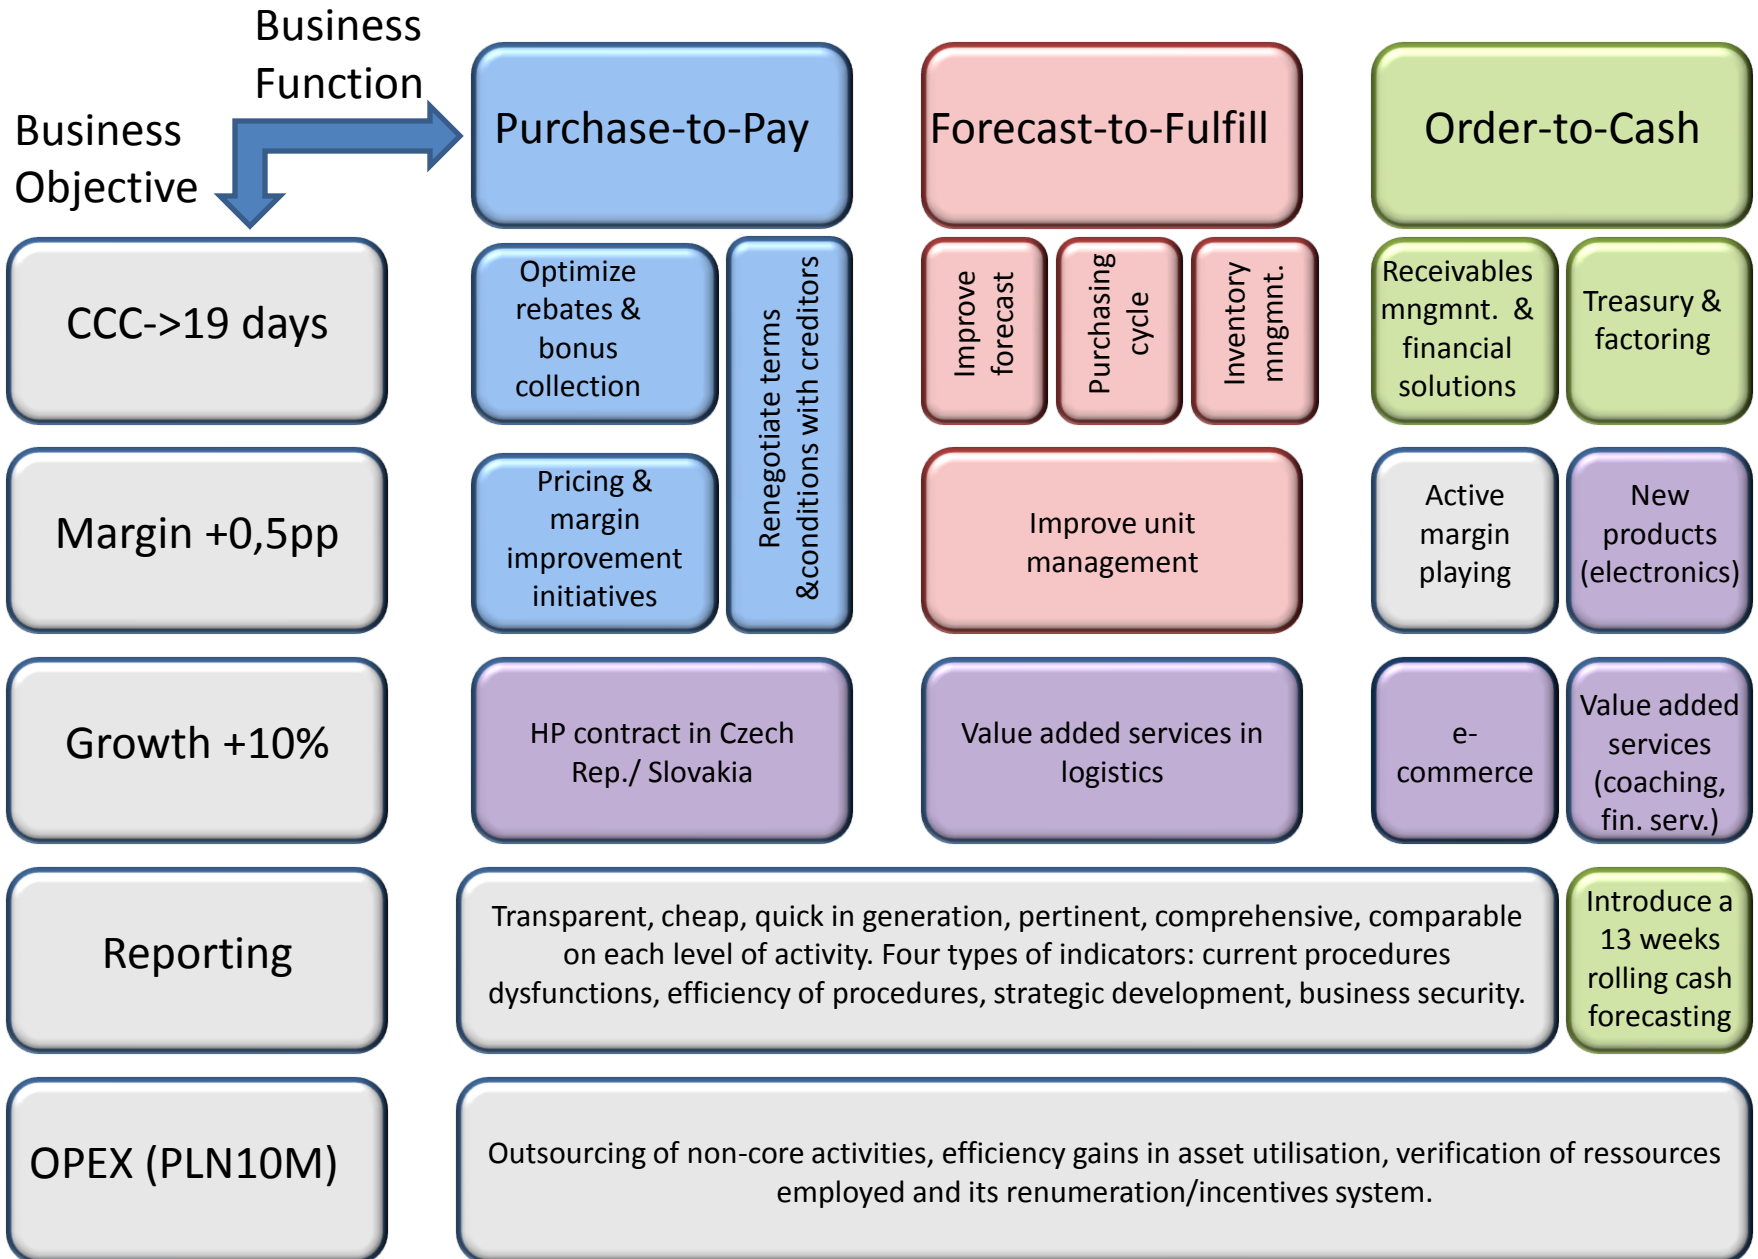 Business
Function
Business
Objective
Purchase-to-Pay
Forecast-to-Fulfill
Order-to-Cash
CCC->19 days
Optimize
rebates &
bonus
collection
Renegotiate terms
&conditions with creditors
Improve
forecast
Purchasing
cycle
Inventory
mngmnt.
Receivables
mngmt. &
financial
solutions
Treasury &
factoring
Margin +0,5pp
Pricing &
margin
improvement
initiatives
Improve unit
management
Active
margin
playing
New
products
(electronics)
Growth +10%
HP contract in Czech
Rep./ Slovakia
Value added services in
logistics
e-
commerce
Value added
services
(coaching,
fin. serv.)
Reporting
Transparent, cheap, quick in generation, pertinent, comprehensive, comparable
on each level of activity. Four types of indicators: current procedures
dysfunctions, efficiency of procedures, strategic development, business security.
Introduce a
13 weeks
rolling cash
forecasting
OPEX (PLN10M)
Outsourcing of non-core activities, efficiency gains in asset utilisation, verification of ressources
employed and its renumeration/incentives system.